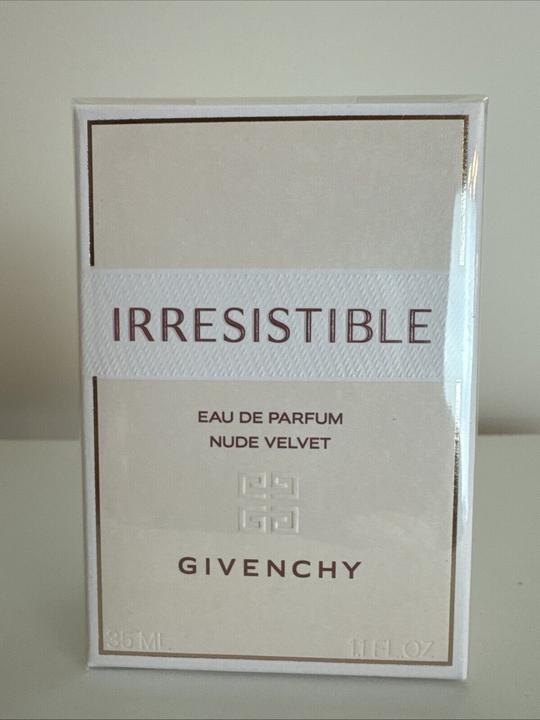 IRRESISTIBLE
EAU DE PARFUM
NUDE VELVET
GIVENCHY
35 ML 1.1 FL.OZ